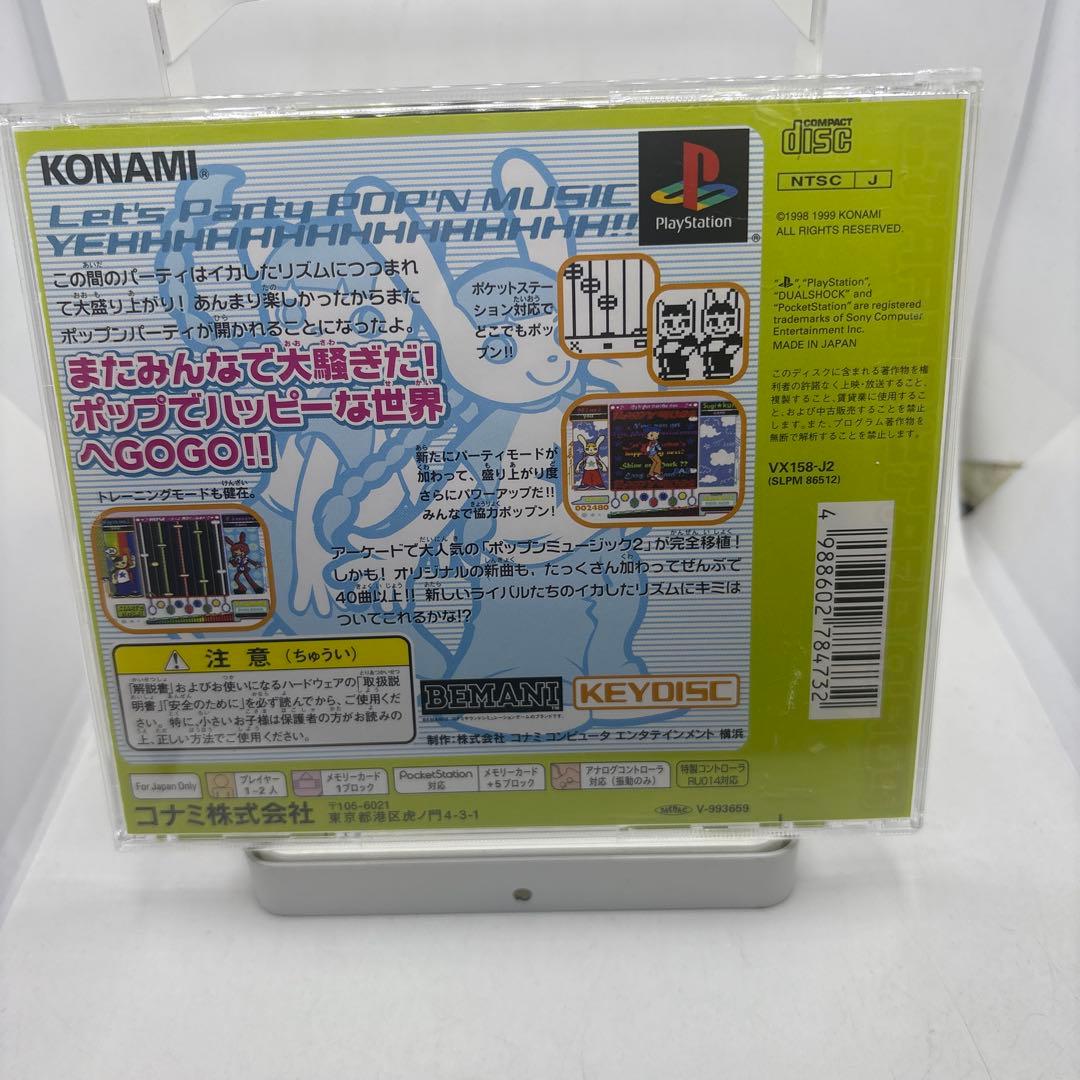 KONAMI®
Let's Party POP'N MUSIC
YEHHHHAHHHHHHHHHHHH!!
この間のパーティはイカしたリズムにつつまれ
て大盛り上がり!あんまり楽しかったからまた
ポップンパーティが開かれることになったよ。
またみんなで大騒ぎだ!
ポップでハッピーな世界
へGOGO!!
トレーニングモードも健在。
ポケットステー
ション対応で
どこでもポッ
プン!!
新たにパーティモードが
加わって、盛り上がり度
さらにパワーアップだ!!
みんなで協力ポップン!
002480
アーケードで大人気の「ポップンミュージック2」が完全移植!
しかも!オリジナルの新曲も、たっくさん加わってぜんぶで
40曲以上!!新しいライバルたちのイカしたリズムにキミは
ついてこれるかな!?
注意(ちゅうい)
「解説書」およびお使いになるハードウェアの「取扱説
明書」「安全のために」を必ず読んでから、ご使用くだ
さい。特に、小さいお子様は保護者の方がお読みの
上、正しい方法でご使用ください。
BEMANI™
KEYDISC
制作:株式会社 コナミ コンピュータ エンタテインメント 横浜
For Japan Only
プレイヤー
1~2人
メモリーカード
1ブロック
PocketStation
対応
メモリーカード
+5ブロック
アナログコントローラ
対応(振動のみ)
特製コントローラ
RU014対応
コナミ株式会社
〒105-6021
東京都港区虎ノ門4-3-1
V-993659
PlayStation
®
COMPACT
disc
NTSC J
©1998 1999 KONAMI
ALL RIGHTS RESERVED.
"", "PlayStation",
"DUALSHOCK" and
"PocketStation" are registered
trademarks of Sony Computer
Entertainment Inc.
MADE IN JAPAN
このディスクに含まれる著作物を権
利者の許諾なく上映・放送すること、
複製すること、賃貸業に使用するこ
と、および中古販売することを禁止
します。また、プログラム著作物を
無断で解析することを禁止します。
VX158-J2
(SLPM 86512)
4 988602 784732